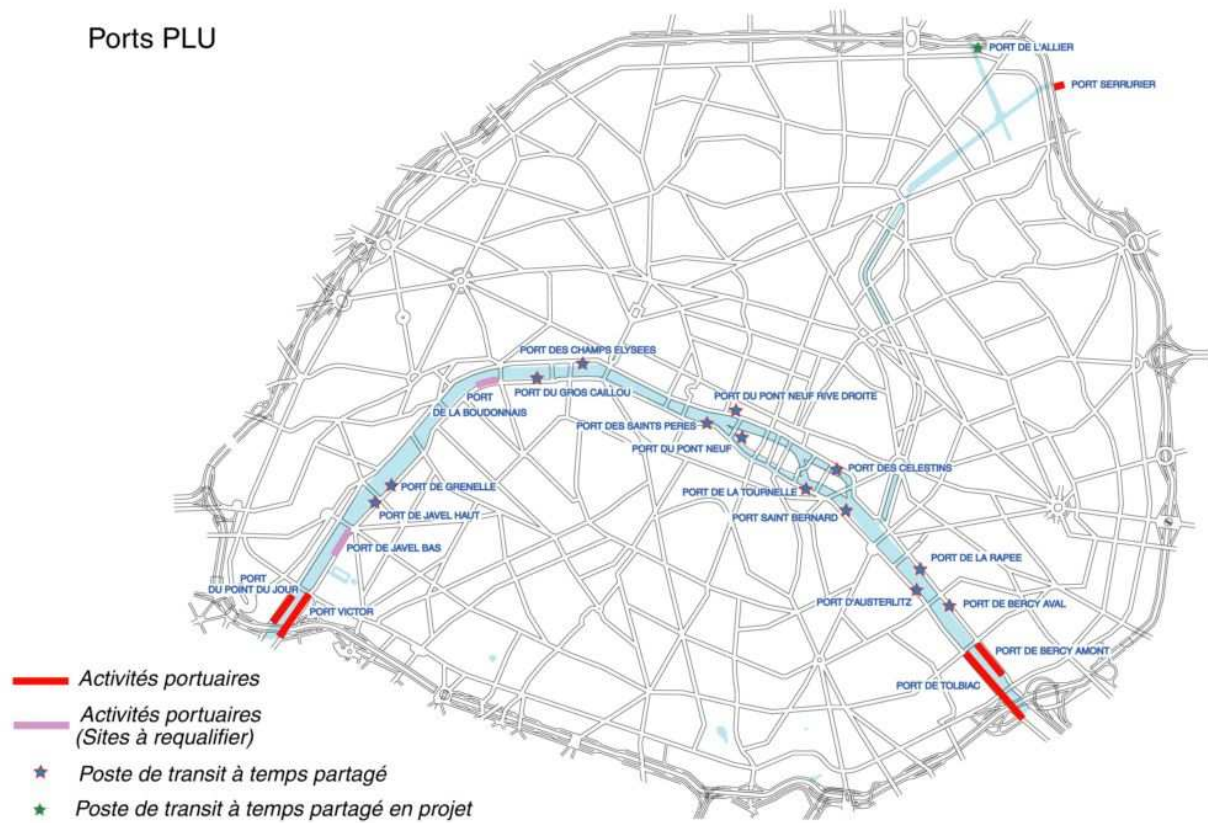 Ports PLU
PORT DE L'ALLIER
PORT SERRURIER
PORT DES CHAMPS ELYSEES
PORT DU GROS CAILLOU
PORT
DE LA BOUDONNAIS
PORT DU PONT NEUF RIVE DROITE
PORT DES SAINTS PERES
PORT DU PONT NEUF
PORT DES CELESTINS
PORT DE GRENELLE
PORT DE LA TOURNELLE
PORT DE JAVEL HAUT
PORT SAINT BERNARD
PORT DE JAVEL BAS
PORT DE LA RAPEE
PORT
DU POINT DU JOUR
PORT VICTOR
PORT D'AUSTERLITZ
PORT DE BERCY AVAL
PORT DE BERCY AMONT
PORT DE TOLBIAC
Activités portuaires
Activités portuaires
(Sites à requalifier)
Poste de transit à temps partagé
Poste de transit à temps partagé en projet